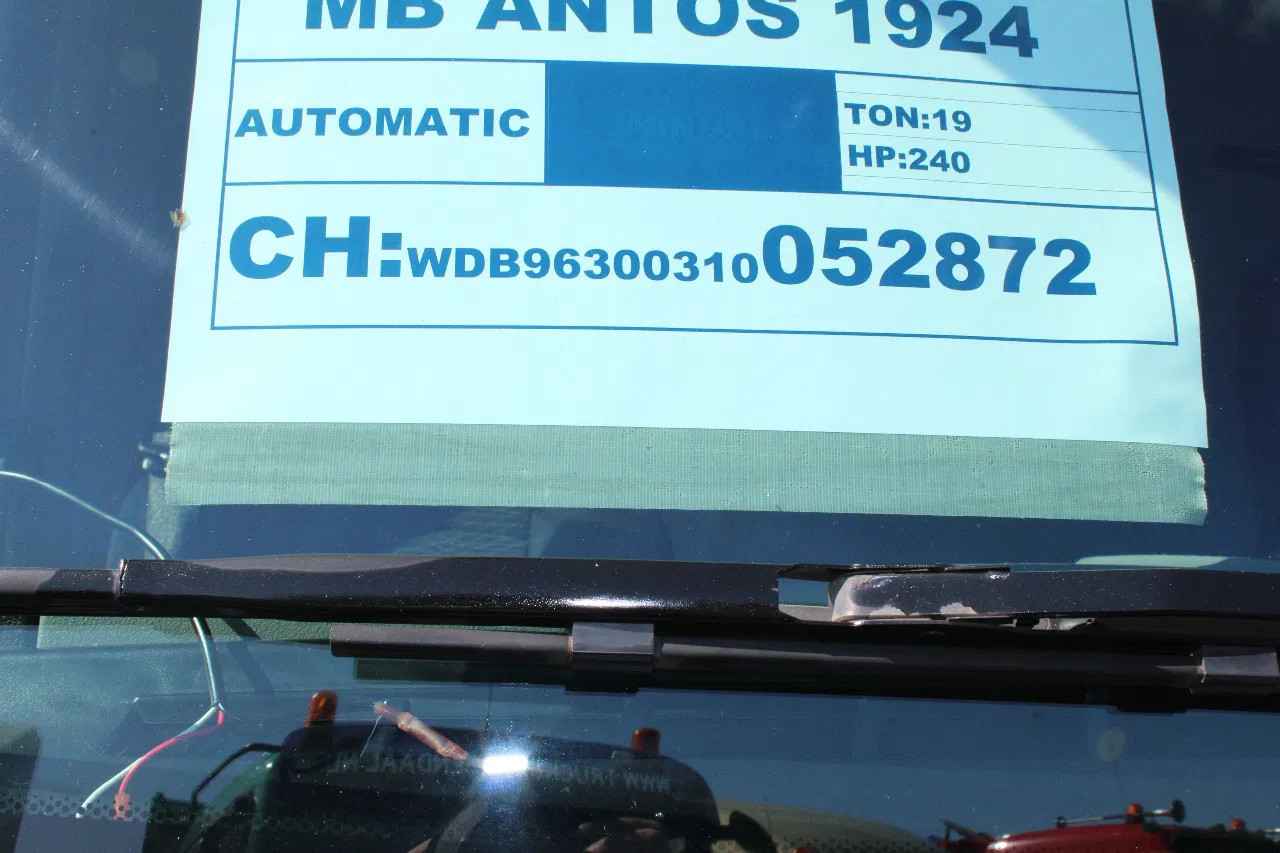 MB ANTOS 1924
AUTOMATIC
TON:19
HP:240
CH:WDB96300310052872